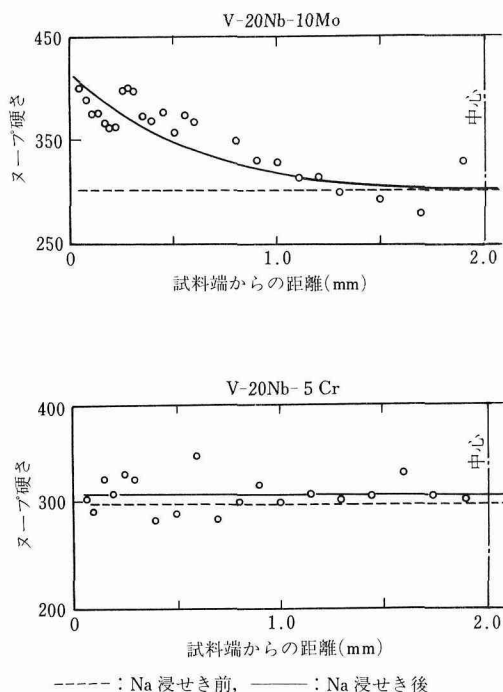 V-20Nb-10Mo
450
350
250
ヌープ硬さ
中心
0
1.0
2.0
試料端からの距離(mm)
V-20Nb-5Cr
400
300
200
ヌープ硬さ
中心
0
1.0
2.0
試料端からの距離(mm)
-----:Na浸せき前, ———:Na浸せき後